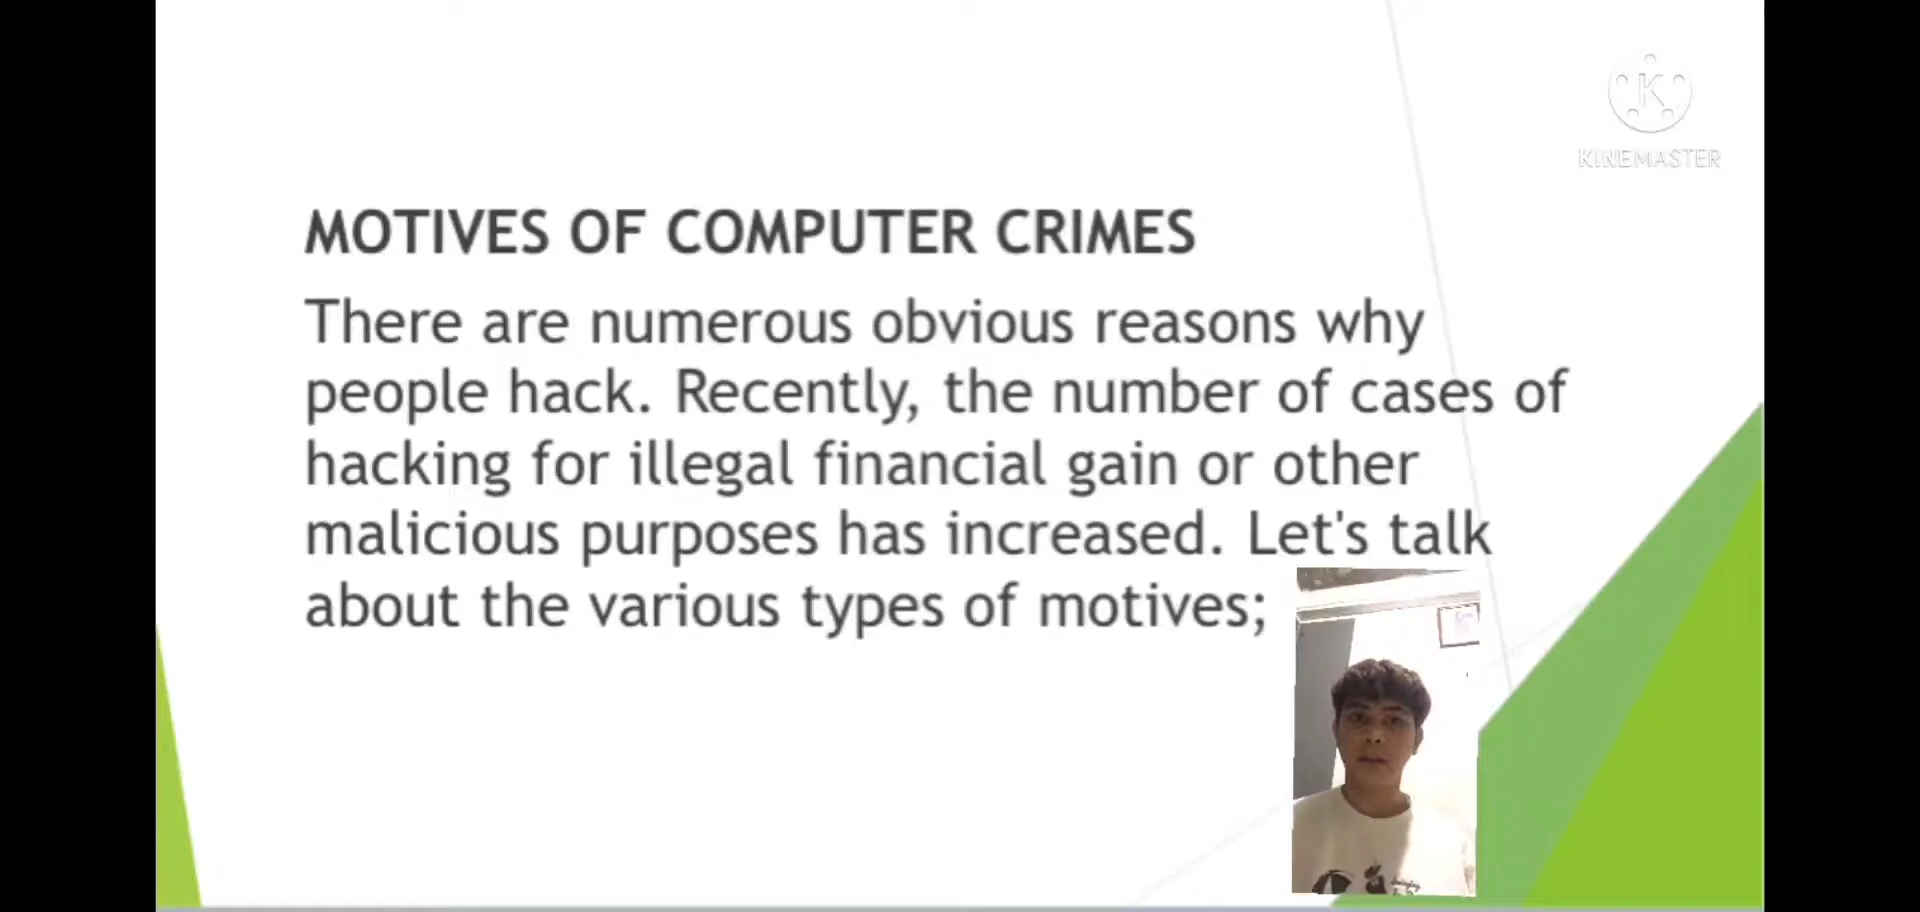 KINEMASTER
MOTIVES OF COMPUTER CRIMES
There are numerous obvious reasons why
people hack. Recently, the number of cases of
hacking for illegal financial gain or other
malicious purposes has increased. Let's talk
about the various types of motives;